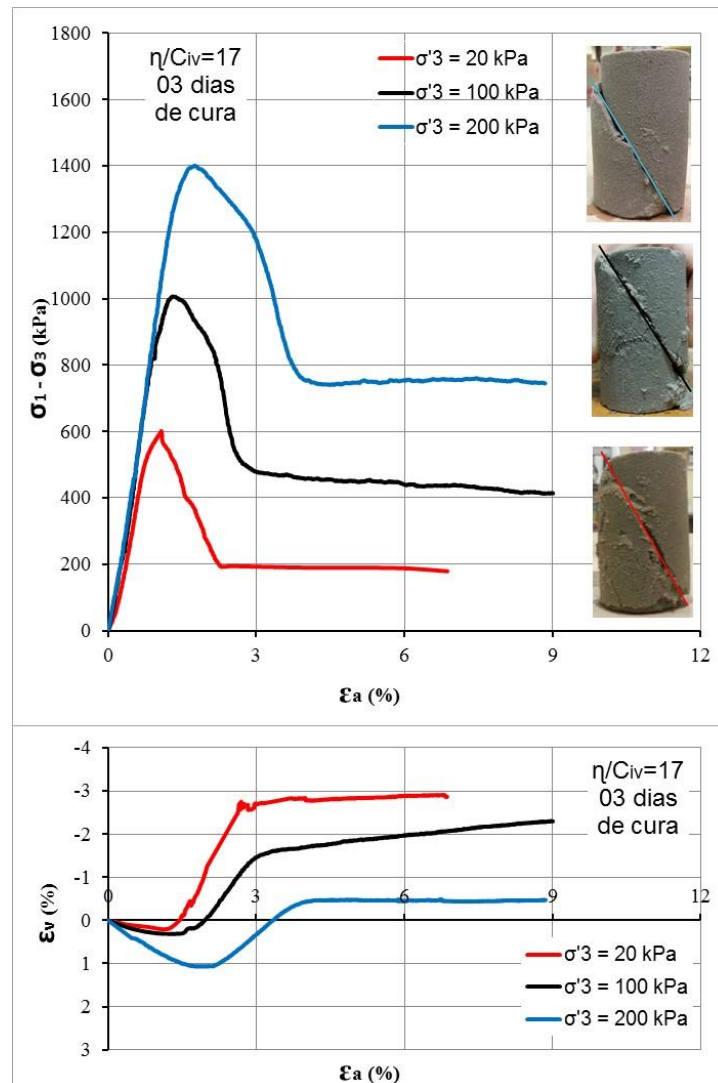 1800
1600
1400
1200
1000
800
600
400
200
0
σ1 - σ3 (kPa)
η/Civ=17
03 dias
de cura
σ'3 = 20 kPa
σ'3 = 100 kPa
σ'3 = 200 kPa
0 3 6 9 12
εa (%)
-4
-3
-2
-1
0
1
2
3
εv (%)
η/Civ=17
03 dias
de cura
0 3 6 9 12
σ'3 = 20 kPa
σ'3 = 100 kPa
σ'3 = 200 kPa
εa (%)